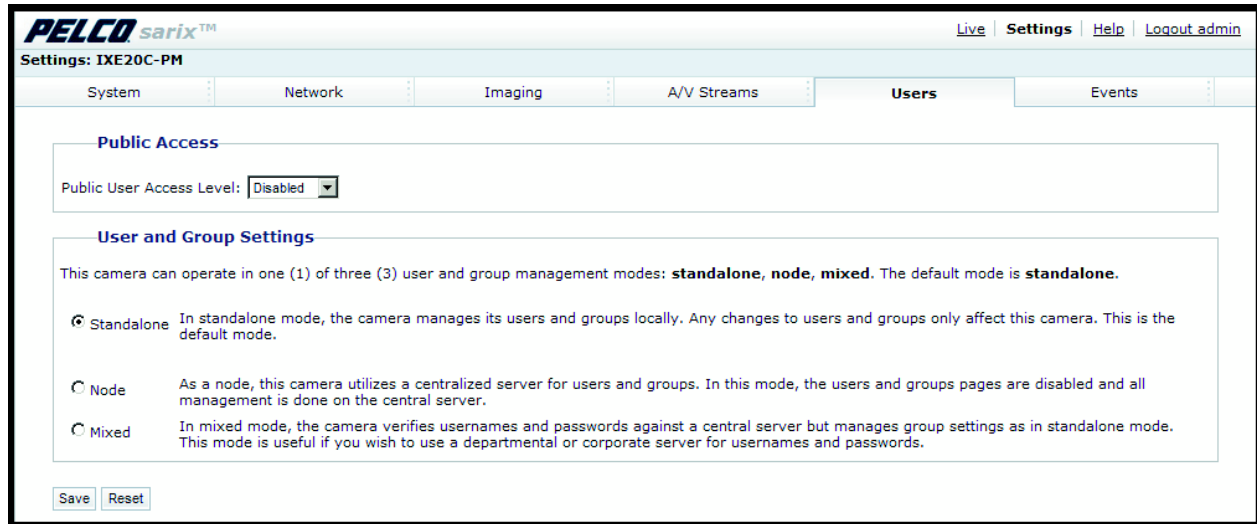 PELCO sarix™
Live | Settings | Help | Logout admin
Settings: IXE20C-PM
System Network Imaging A/V Streams Users Events
Public Access
Public User Access Level: Disabled
User and Group Settings
This camera can operate in one (1) of three (3) user and group management modes: standalone, node, mixed. The default mode is standalone.
Standalone In standalone mode, the camera manages its users and groups locally. Any changes to users and groups only affect this camera. This is the
default mode.
Node As a node, this camera utilizes a centralized server for users and groups. In this mode, the users and groups pages are disabled and all
management is done on the central server.
Mixed In mixed mode, the camera verifies usernames and passwords against a central server but manages group settings as in standalone mode.
This mode is useful if you wish to use a departmental or corporate server for usernames and passwords.
Save Reset